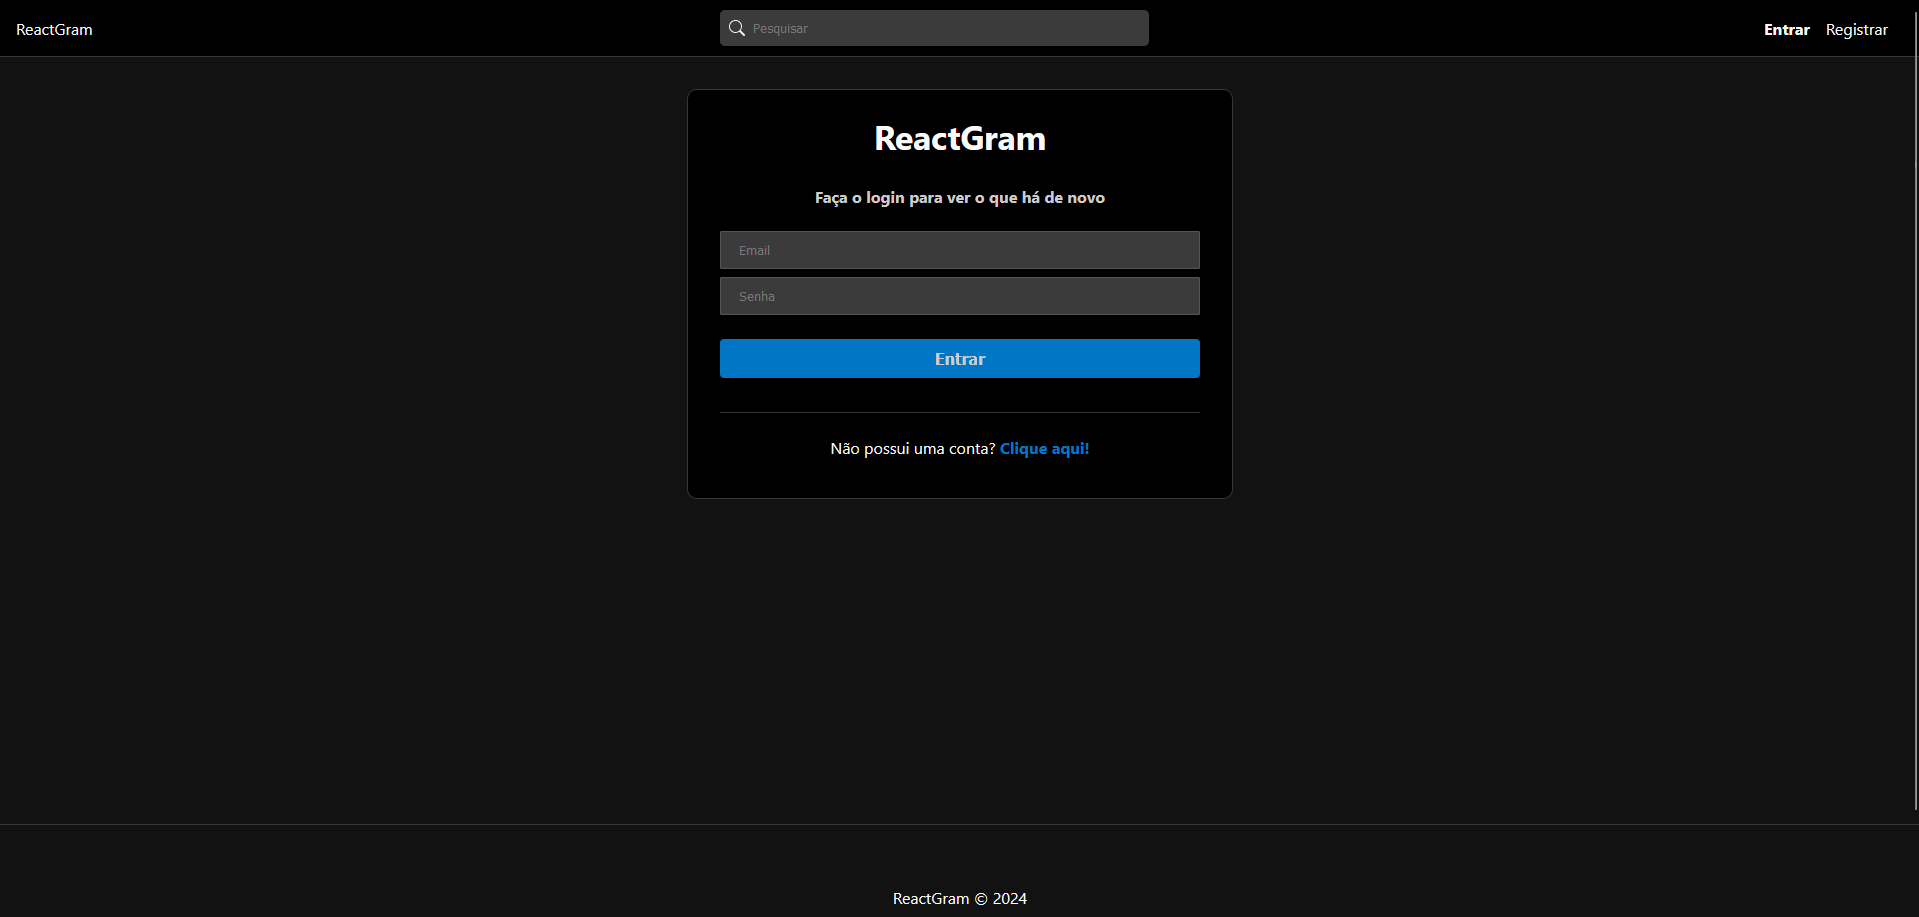 ReactGram
Pesquisar
Entrar
Registrar
ReactGram
Faça o login para ver o que há de novo
Email
Senha
Entrar
Não possui uma conta? Clique aqui!
ReactGram © 2024